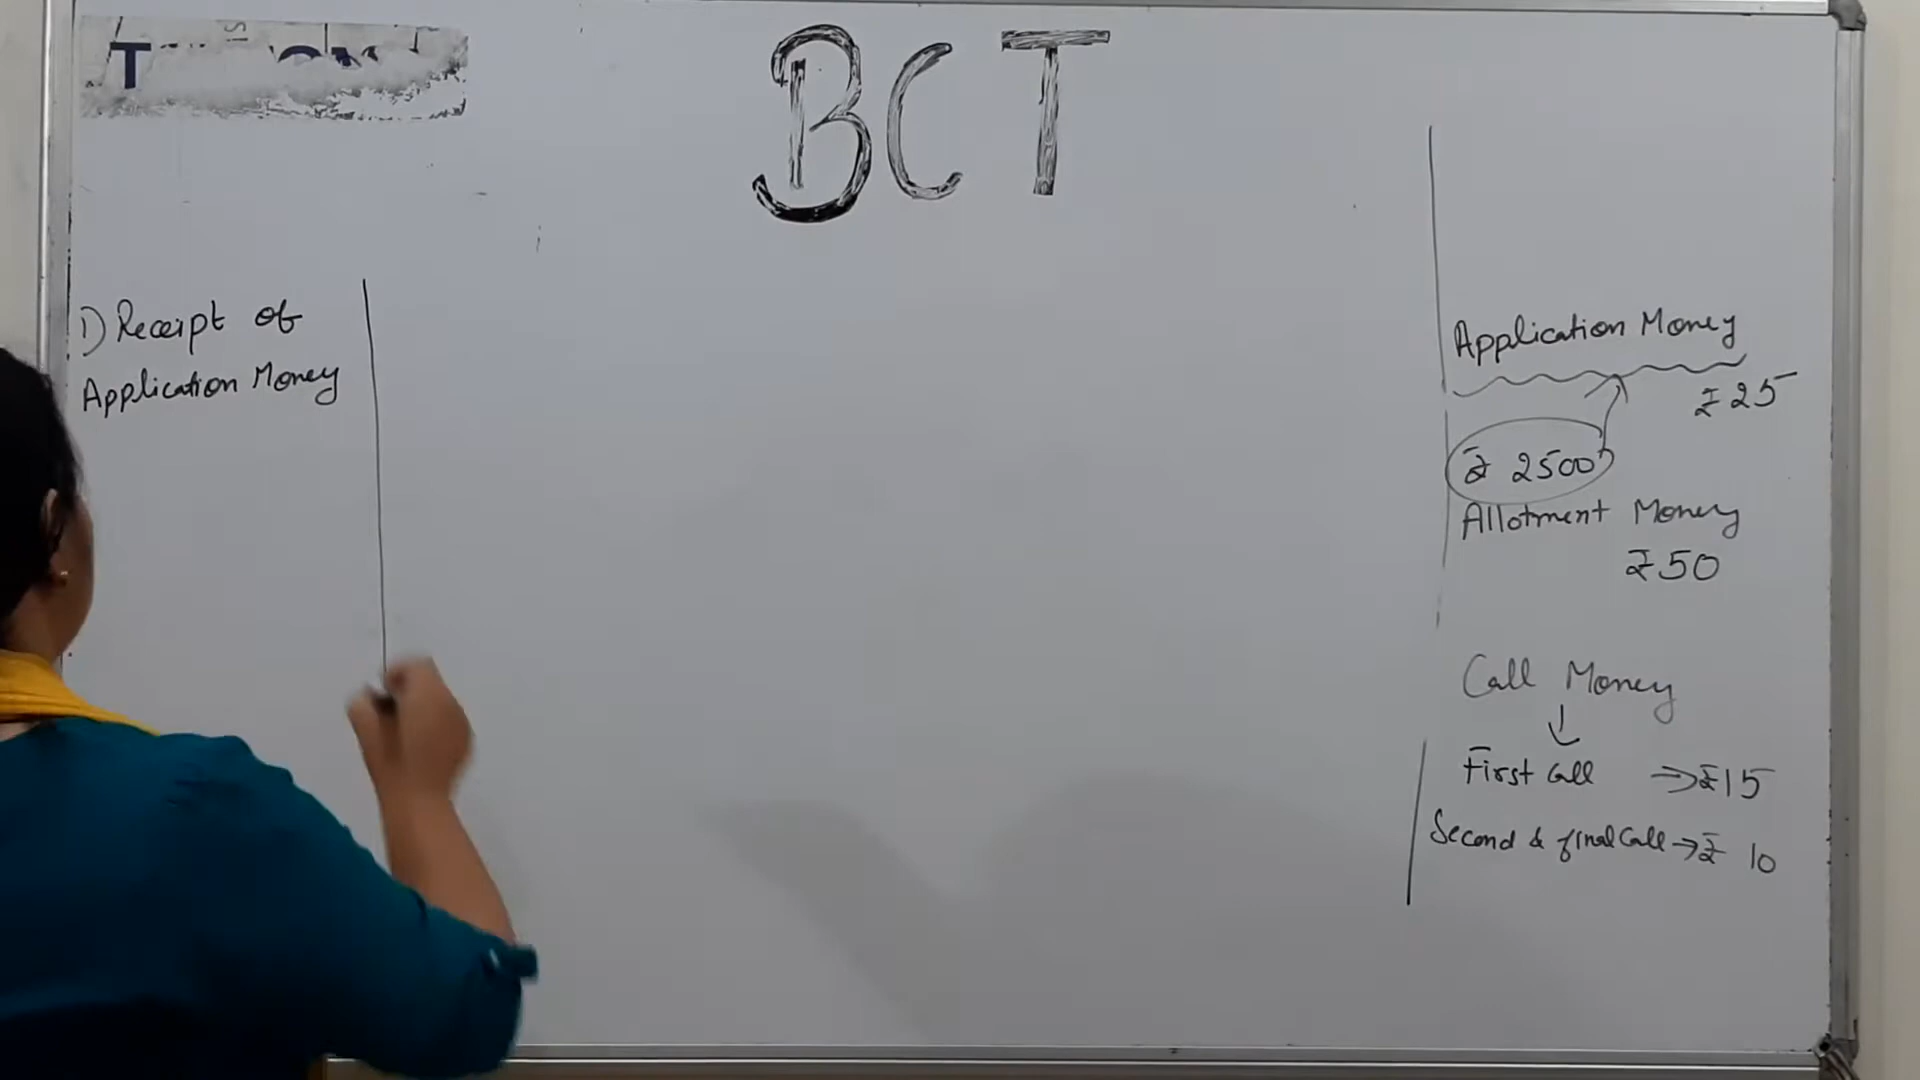 BCT
1) Receipt of
Application Money
Application Money
₹ 25
₹ 2500
Allotment Money
₹ 50
Call Money
↓
First Call → ₹ 15
Second & final Call → ₹ 10